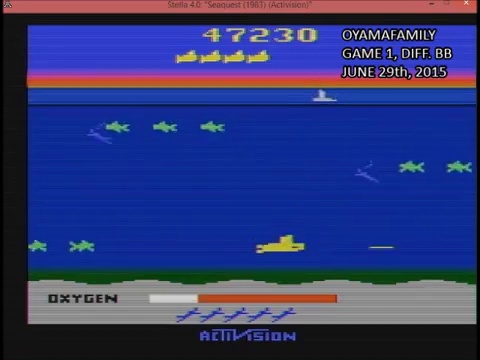 Stella 4.0: "Seaquest (1983) (Activision)"
47230
OYAMAFAMILY
GAME 1, DIFF. BB
JUNE 29th, 2015
OXYGEN
ACTIVISION